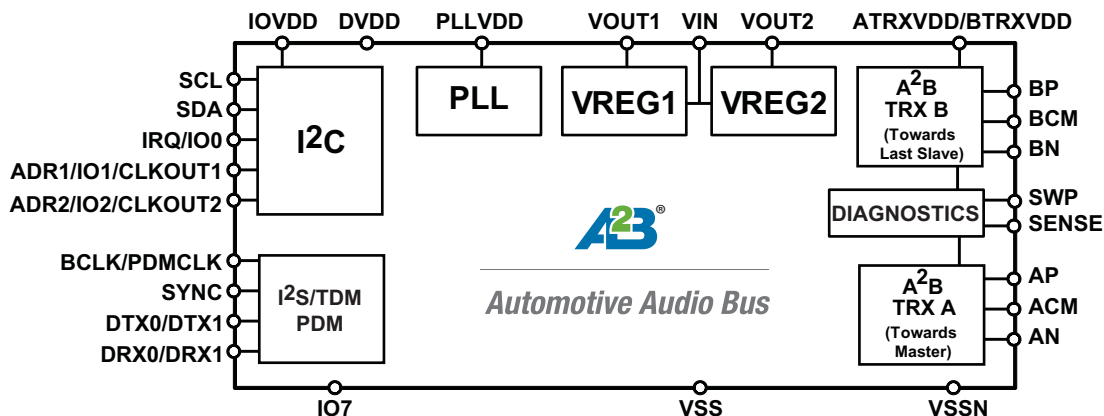 IOVDD DVDD PLLVDD VOUT1 VIN VOUT2 ATRXVDD/BTRXVDD
SCL
SDA
IRQ/IO0
ADR1/IO1/CLKOUT1
ADR2/IO2/CLKOUT2
I²C
PLL
VREG1
VREG2
A²B
TRX B
(Towards
Last Slave)
BP
BCM
BN
DIAGNOSTICS
SWP
SENSE
A2B®
Automotive Audio Bus
BCLK/PDMCLK
SYNC
DTX0/DTX1
DRX0/DRX1
I²S/TDM
PDM
A²B
TRX A
(Towards
Master)
AP
ACM
AN
IO7 VSS VSSN